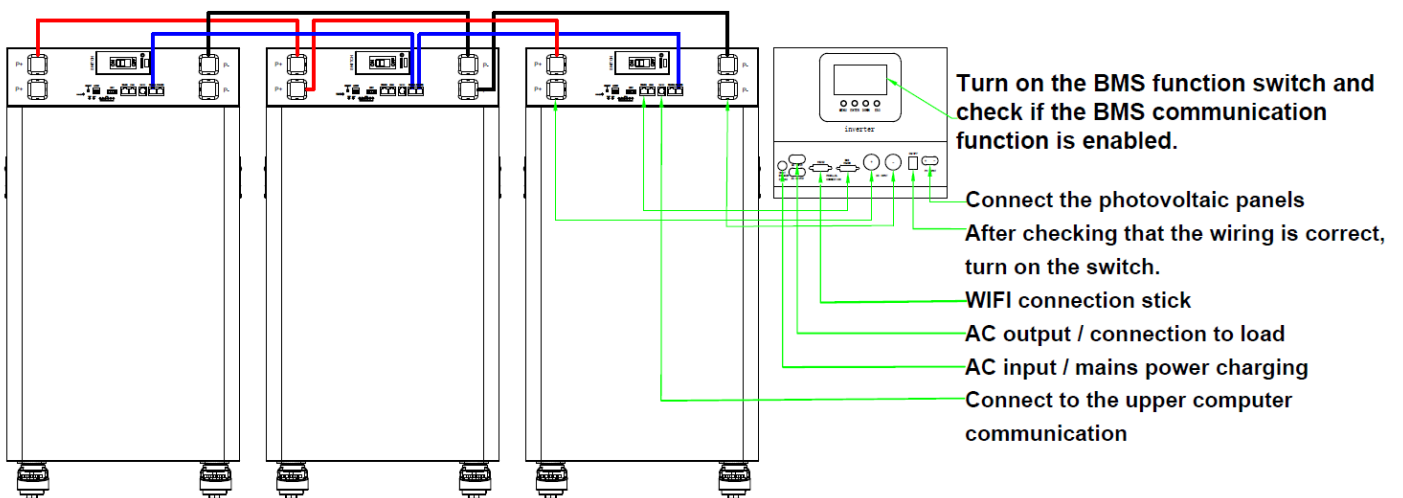 P+
P-
P+
P-
P+
P-
P+
P-
P+
P-
P+
P-
inverter
Turn on the BMS function switch and
check if the BMS communication
function is enabled.
Connect the photovoltaic panels
After checking that the wiring is correct,
turn on the switch.
WIFI connection stick
AC output / connection to load
AC input / mains power charging
Connect to the upper computer
communication